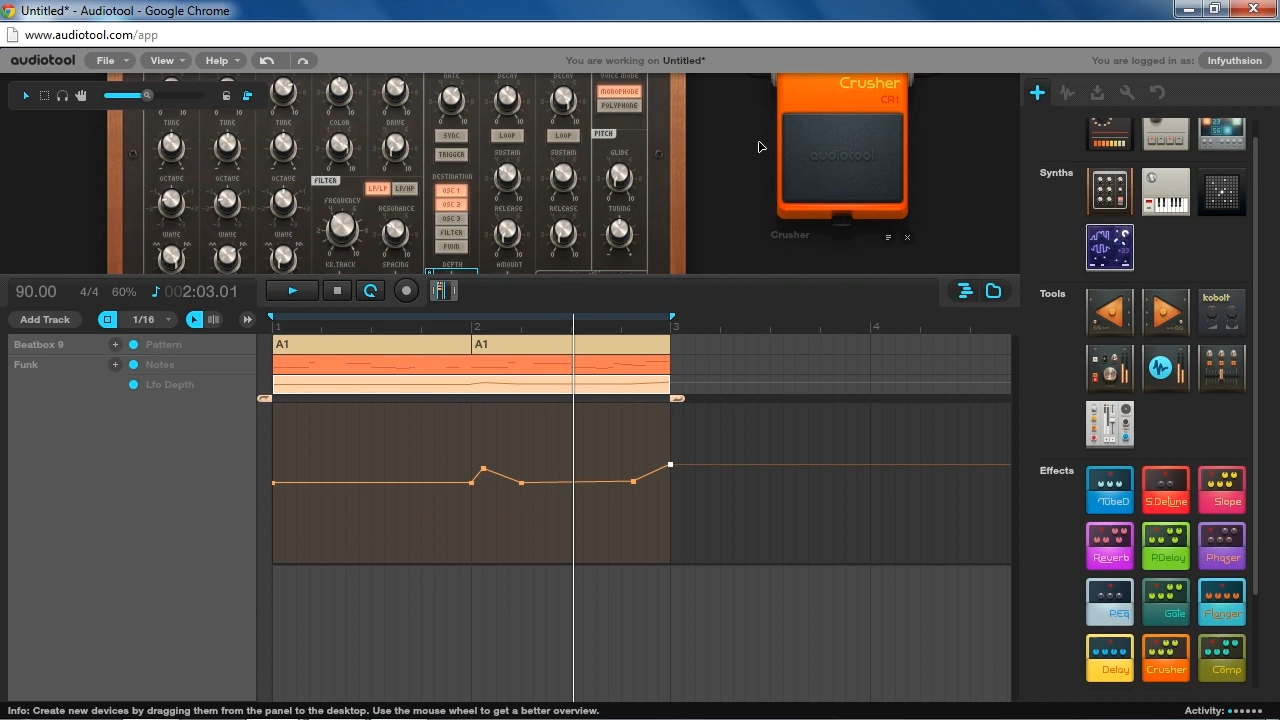 Untitled* - Audiotool - Google Chrome
www.audiotool.com/app
audiotool File View Help
You are working on Untitled*
You are logged in as: Infyuthsion
RATE DECAY DECAY VOICE MODE
MONOPHONE
POLYPHONE
TUNE TUNE TUNE COLOR DRIVE
SYNC LOOP LOOP PITCH
TRIGGER SUSTAIN SUSTAIN GLIDE
OCTAVE OCTAVE OCTAVE FILTER LP/LP LP/HP DESTINATION
FREQUENCY RESONANCE
OSC 1
OSC 2
OSC 3
FILTER
PWM
RELEASE RELEASE TUNING
WAVE WAVE WAVE
KB.TRACK SPACING DEPTH AMOUNT
Crusher
CR1
audiotool
Crusher
Synths
Tools
kobolt
Effects
TubeD S.Detune Slope
Reverb P.Delay Phazer
P.Eq Gate Flanger
Delay Crusher Comp
90.00 4/4 60% 002:03.01
Add Track 1/16
1 2 3 4
Beatbox 9 + Pattern
A1 A1
Funk + Notes
Lfo Depth
Info: Create new devices by dragging them from the panel to the desktop. Use the mouse wheel to get a better overview.
Activity: